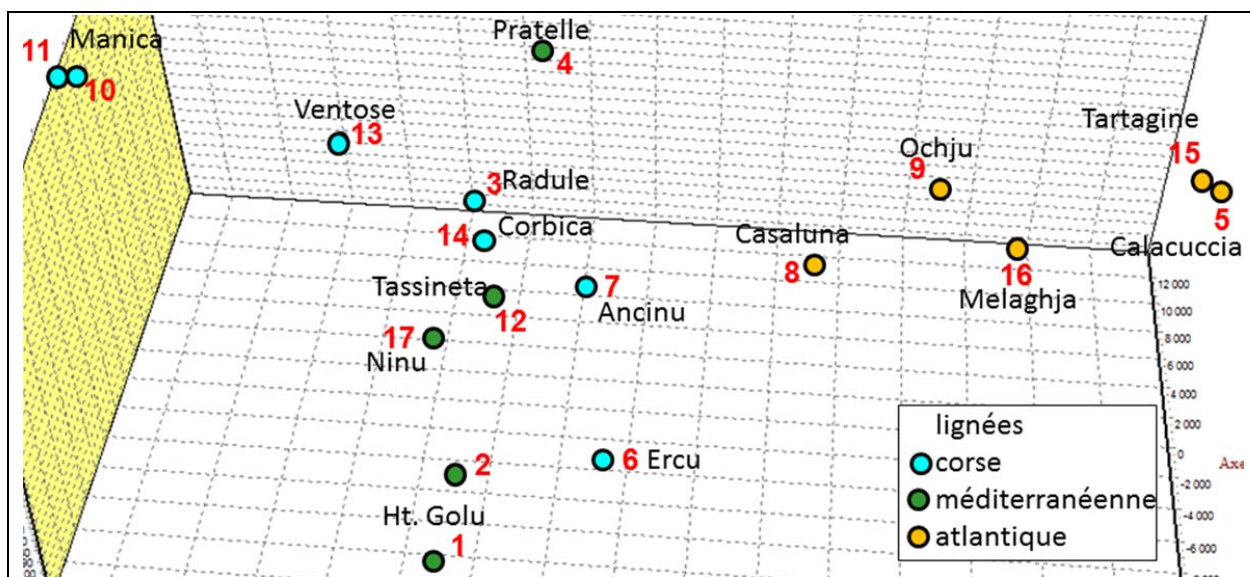 Pratelle
4
11 Manica
10
Ventose
13
Tartagine
15
Ochju
9
3 Radule
5
14 Corbica
Casaluna
8
Calacuccia
16
Melaghja
Tassineta
12
7
Ancinu
17
Ninu
12 000
8 000
6 000
4 000
2 000
0
-2 000
-4 000
-6 000
Axe
2
6 Ercu
Ht. Golu
1
lignées
corse
méditerranéenne
atlantique